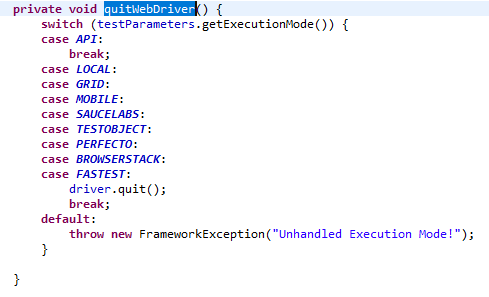 private void quitWebDriver() {
switch (testParameters.getExecutionMode()) {
case API:
break;
case LOCAL:
case GRID:
case MOBILE:
case SAUCELABS:
case TESTOBJECT:
case PERFECTO:
case BROWSERSTACK:
case FASTEST:
driver.quit();
break;
default:
throw new FrameworkException("Unhandled Execution Mode!");
}
}